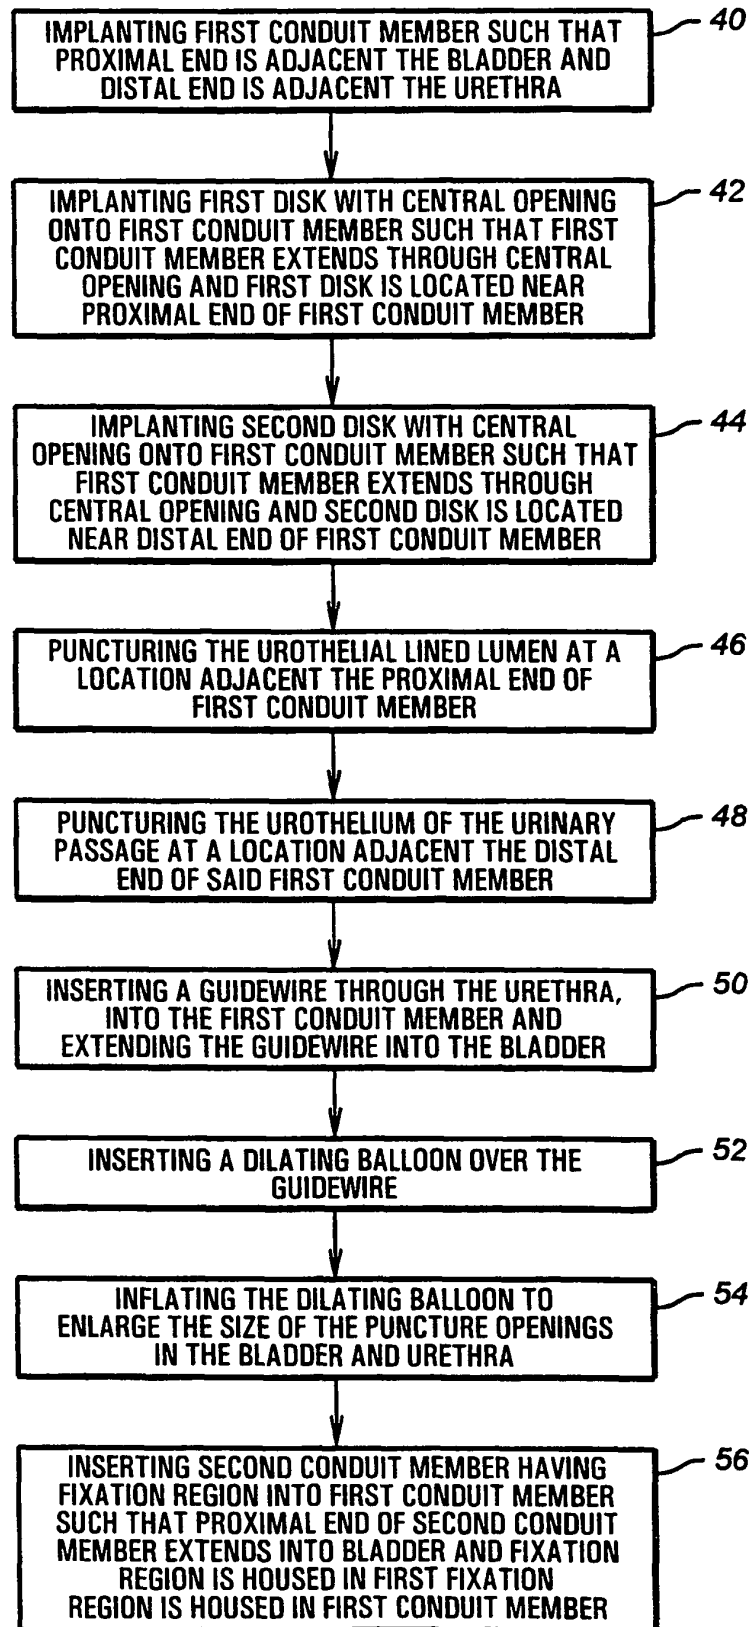 IMPLANTING FIRST CONDUIT MEMBER SUCH THAT
PROXIMAL END IS ADJACENT THE BLADDER AND
DISTAL END IS ADJACENT THE URETHRA
40
IMPLANTING FIRST DISK WITH CENTRAL OPENING
ONTO FIRST CONDUIT MEMBER SUCH THAT FIRST
CONDUIT MEMBER EXTENDS THROUGH CENTRAL
OPENING AND FIRST DISK IS LOCATED NEAR
PROXIMAL END OF FIRST CONDUIT MEMBER
42
IMPLANTING SECOND DISK WITH CENTRAL
OPENING ONTO FIRST CONDUIT MEMBER SUCH THAT
FIRST CONDUIT MEMBER EXTENDS THROUGH
CENTRAL OPENING AND SECOND DISK IS LOCATED
NEAR DISTAL END OF FIRST CONDUIT MEMBER
44
PUNCTURING THE UROTHELIAL LINED LUMEN AT A
LOCATION ADJACENT THE PROXIMAL END OF
FIRST CONDUIT MEMBER
46
PUNCTURING THE UROTHELIUM OF THE URINARY
PASSAGE AT A LOCATION ADJACENT THE DISTAL
END OF SAID FIRST CONDUIT MEMBER
48
INSERTING A GUIDEWIRE THROUGH THE URETHRA,
INTO THE FIRST CONDUIT MEMBER AND
EXTENDING THE GUIDEWIRE INTO THE BLADDER
50
INSERTING A DILATING BALLOON OVER THE
GUIDEWIRE
52
INFLATING THE DILATING BALLOON TO
ENLARGE THE SIZE OF THE PUNCTURE OPENINGS
IN THE BLADDER AND URETHRA
54
INSERTING SECOND CONDUIT MEMBER HAVING
FIXATION REGION INTO FIRST CONDUIT MEMBER
SUCH THAT PROXIMAL END OF SECOND CONDUIT
MEMBER EXTENDS INTO BLADDER AND FIXATION
REGION IS HOUSED IN FIRST FIXATION
REGION IS HOUSED IN FIRST CONDUIT MEMBER
56